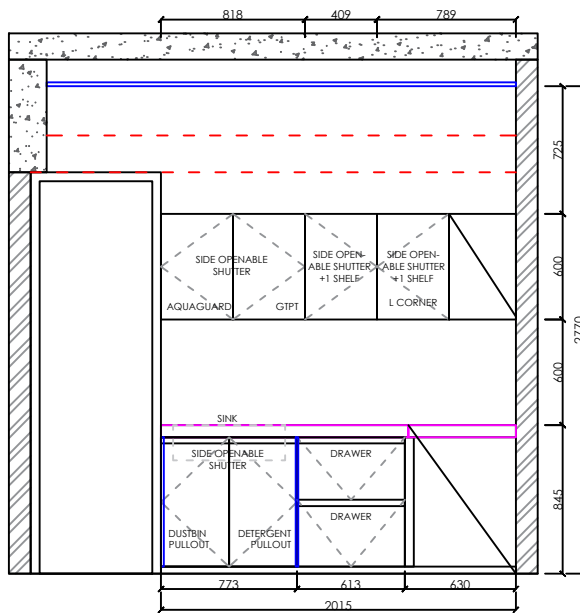 818
409
789
725
SIDE OPENABLE
SHUTTER
AQUAGUARD
GTPT
SIDE OPEN-
ABLE SHUTTER
+1 SHELF
SIDE OPEN-
ABLE SHUTTER
+1 SHELF
L CORNER
600
2770
600
SINK
SIDE OPENABLE
SHUTTER
DUSTBIN
PULLOUT
DETERGENT
PULLOUT
DRAWER
DRAWER
845
773
613
630
2015